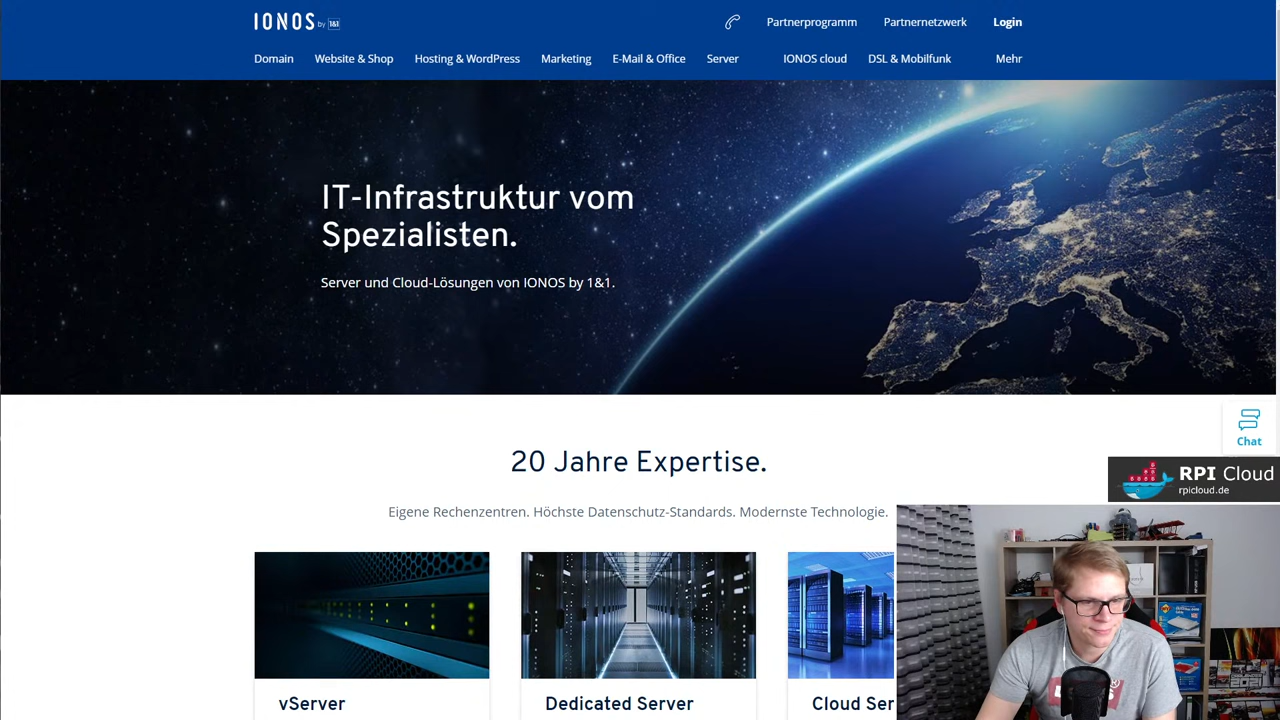 IONOS by 1&1
Partnerprogramm
Partnernetzwerk
Login
Domain
Website & Shop
Hosting & WordPress
Marketing
E-Mail & Office
Server
IONOS cloud
DSL & Mobilfunk
Mehr
IT-Infrastruktur vom
Spezialisten.
Server und Cloud-Lösungen von IONOS by 1&1.
Chat
20 Jahre Expertise.
RPI Cloud
rpicloud.de
Eigene Rechenzentren. Höchste Datenschutz-Standards. Modernste Technologie.
vServer
Dedicated Server
Cloud Ser